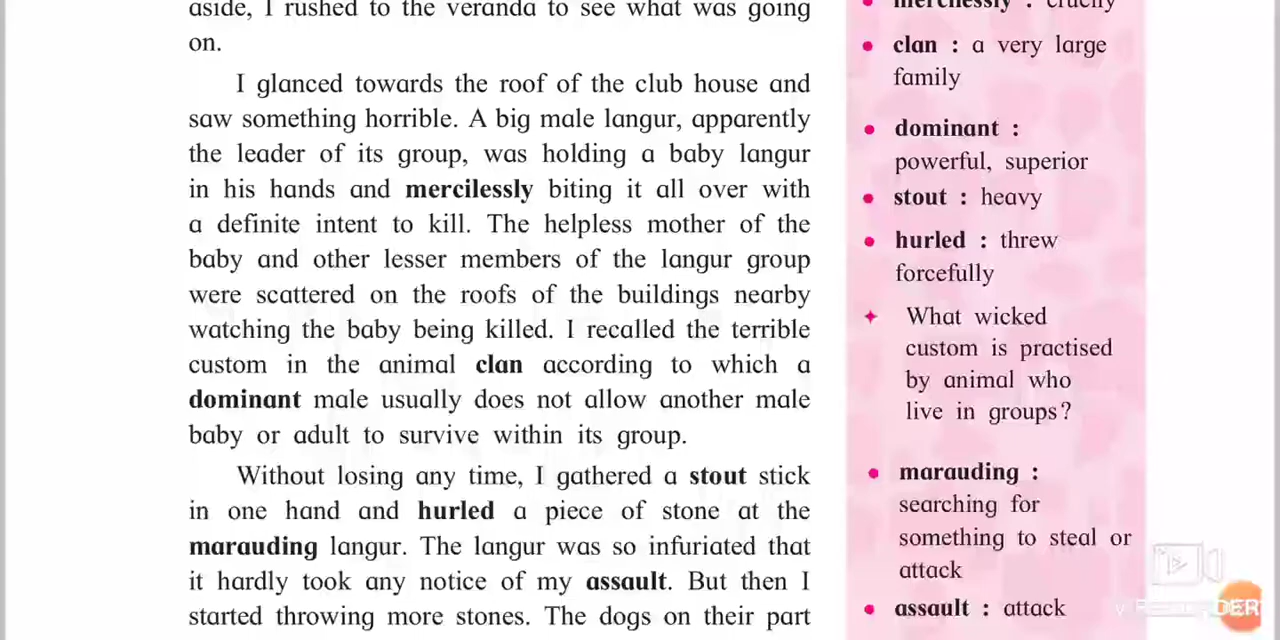 aside, I rushed to the veranda to see what was going
on.
I glanced towards the roof of the club house and
saw something horrible. A big male langur, apparently
the leader of its group, was holding a baby langur
in his hands and mercilessly biting it all over with
a definite intent to kill. The helpless mother of the
baby and other lesser members of the langur group
were scattered on the roofs of the buildings nearby
watching the baby being killed. I recalled the terrible
custom in the animal clan according to which a
dominant male usually does not allow another male
baby or adult to survive within its group.
Without losing any time, I gathered a stout stick
in one hand and hurled a piece of stone at the
marauding langur. The langur was so infuriated that
it hardly took any notice of my assault. But then I
started throwing more stones. The dogs on their part
mercilessly : cruelly
clan : a very large
family
dominant :
powerful, superior
stout : heavy
hurled : threw
forcefully
What wicked
custom is practised
by animal who
live in groups?
marauding :
searching for
something to steal or
attack
assault : attack